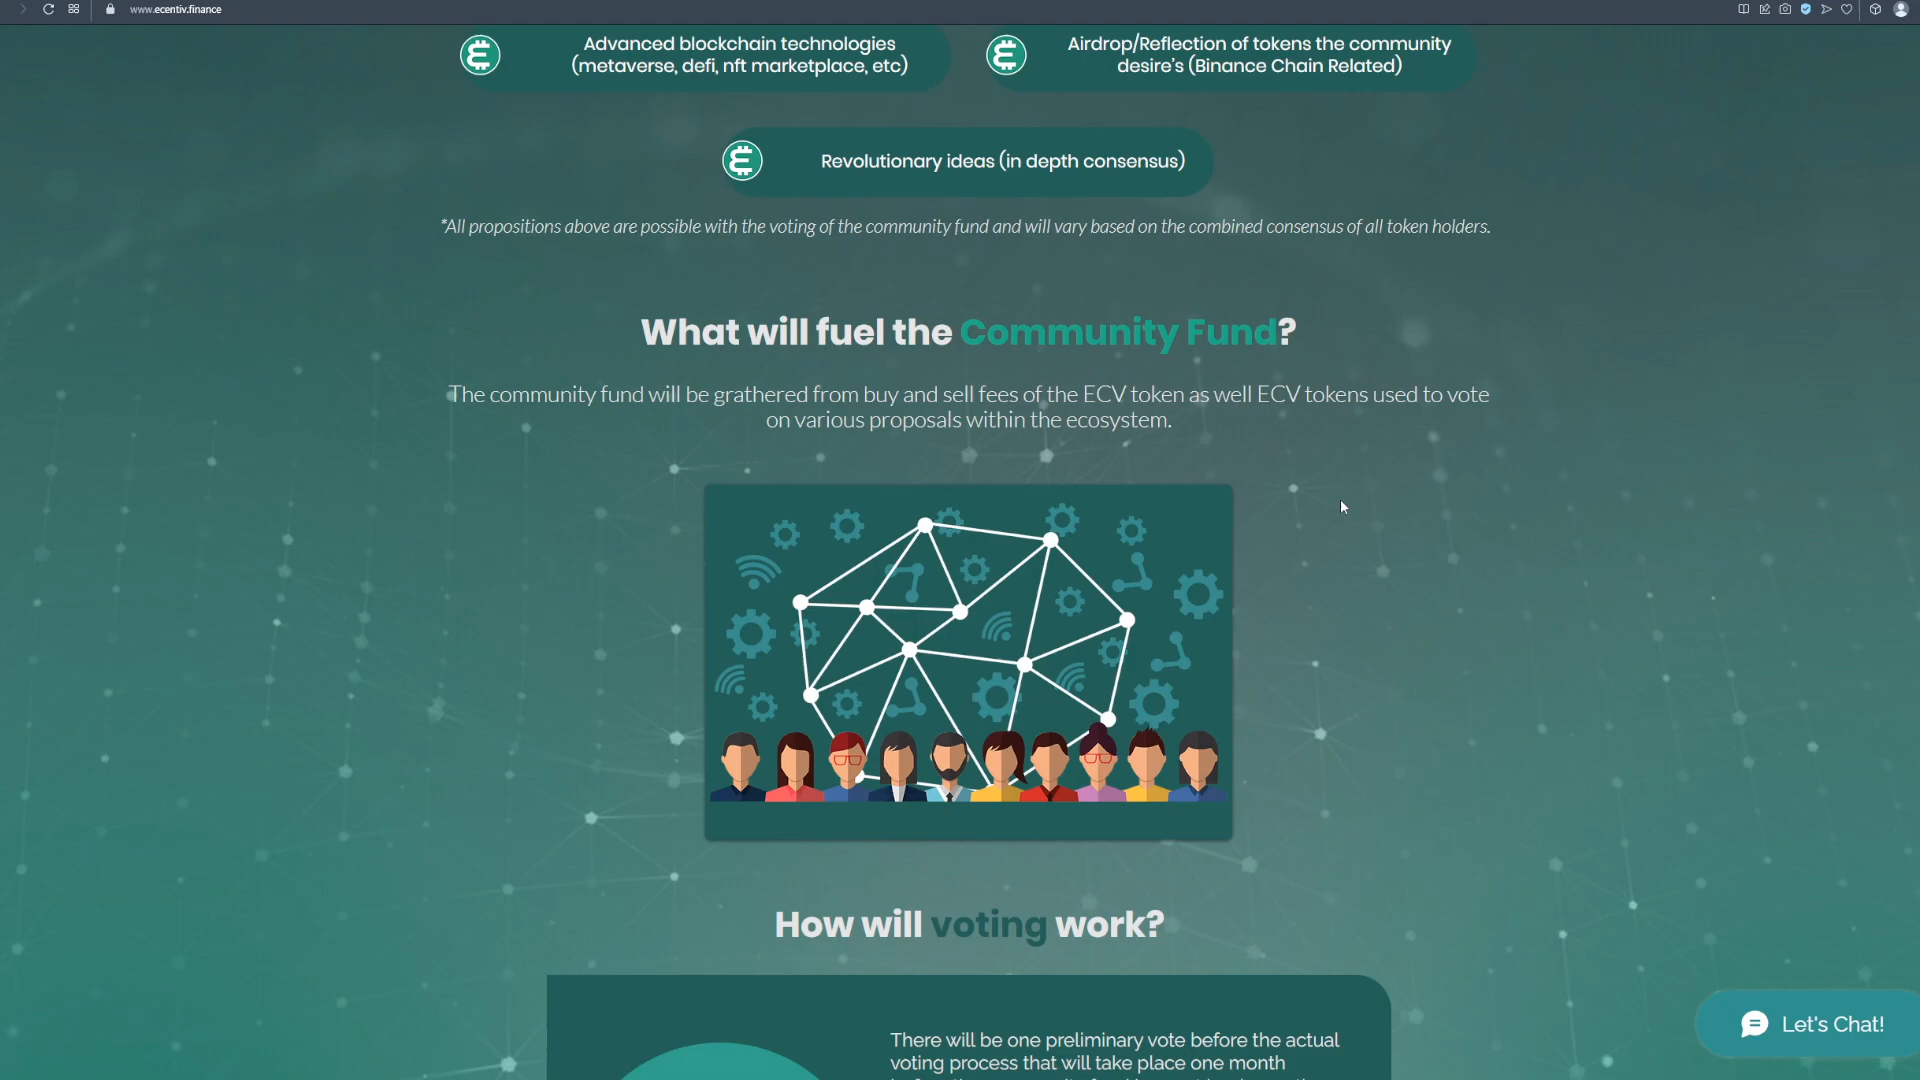 www.ecentiv.finance
Advanced blockchain technologies
(metaverse, defi, nft marketplace, etc)
Airdrop/Reflection of tokens the community
desire's (Binance Chain Related)
Revolutionary ideas (in depth consensus)
*All propositions above are possible with the voting of the community fund and will vary based on the combined consensus of all token holders.
What will fuel the Community Fund?
The community fund will be grathered from buy and sell fees of the ECV token as well ECV tokens used to vote
on various proposals within the ecosystem.
How will voting work?
There will be one preliminary vote before the actual
voting process that will take place one month
Let's Chat!